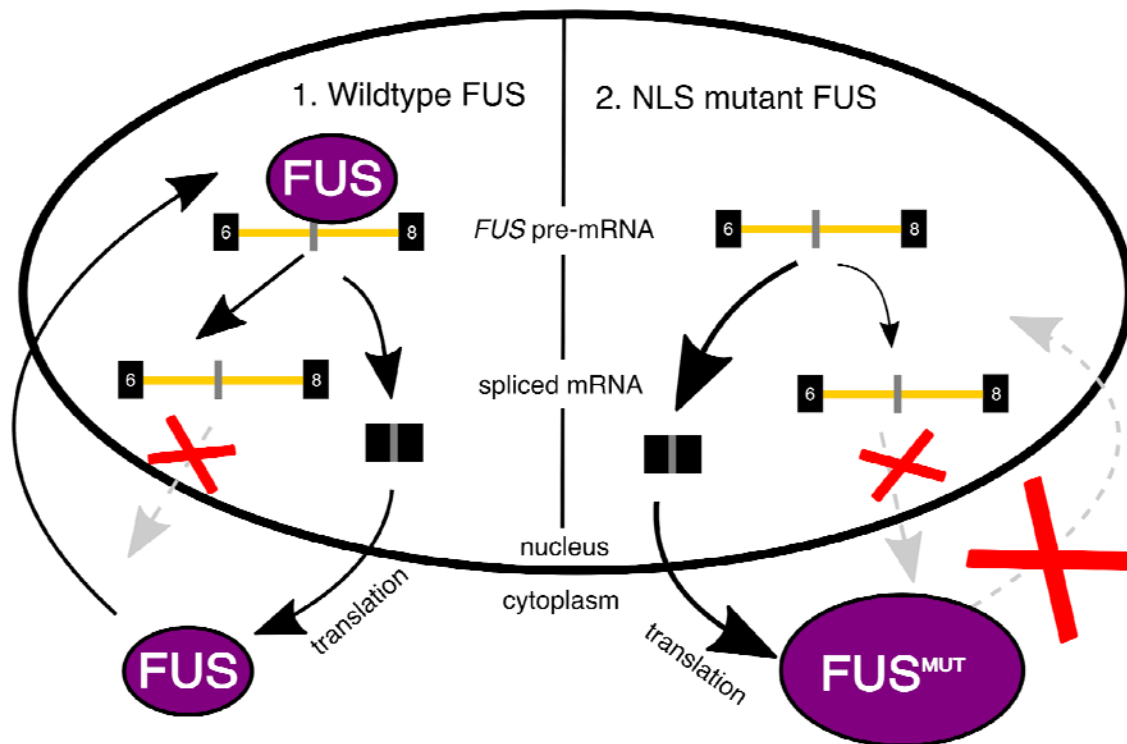 1. Wildtype FUS
2. NLS mutant FUS
FUS
6
8
FUS pre-mRNA
6
8
6
8
spliced mRNA
6
8
nucleus
cytoplasm
translation
translation
FUS
FUSᴹᵁᵀ